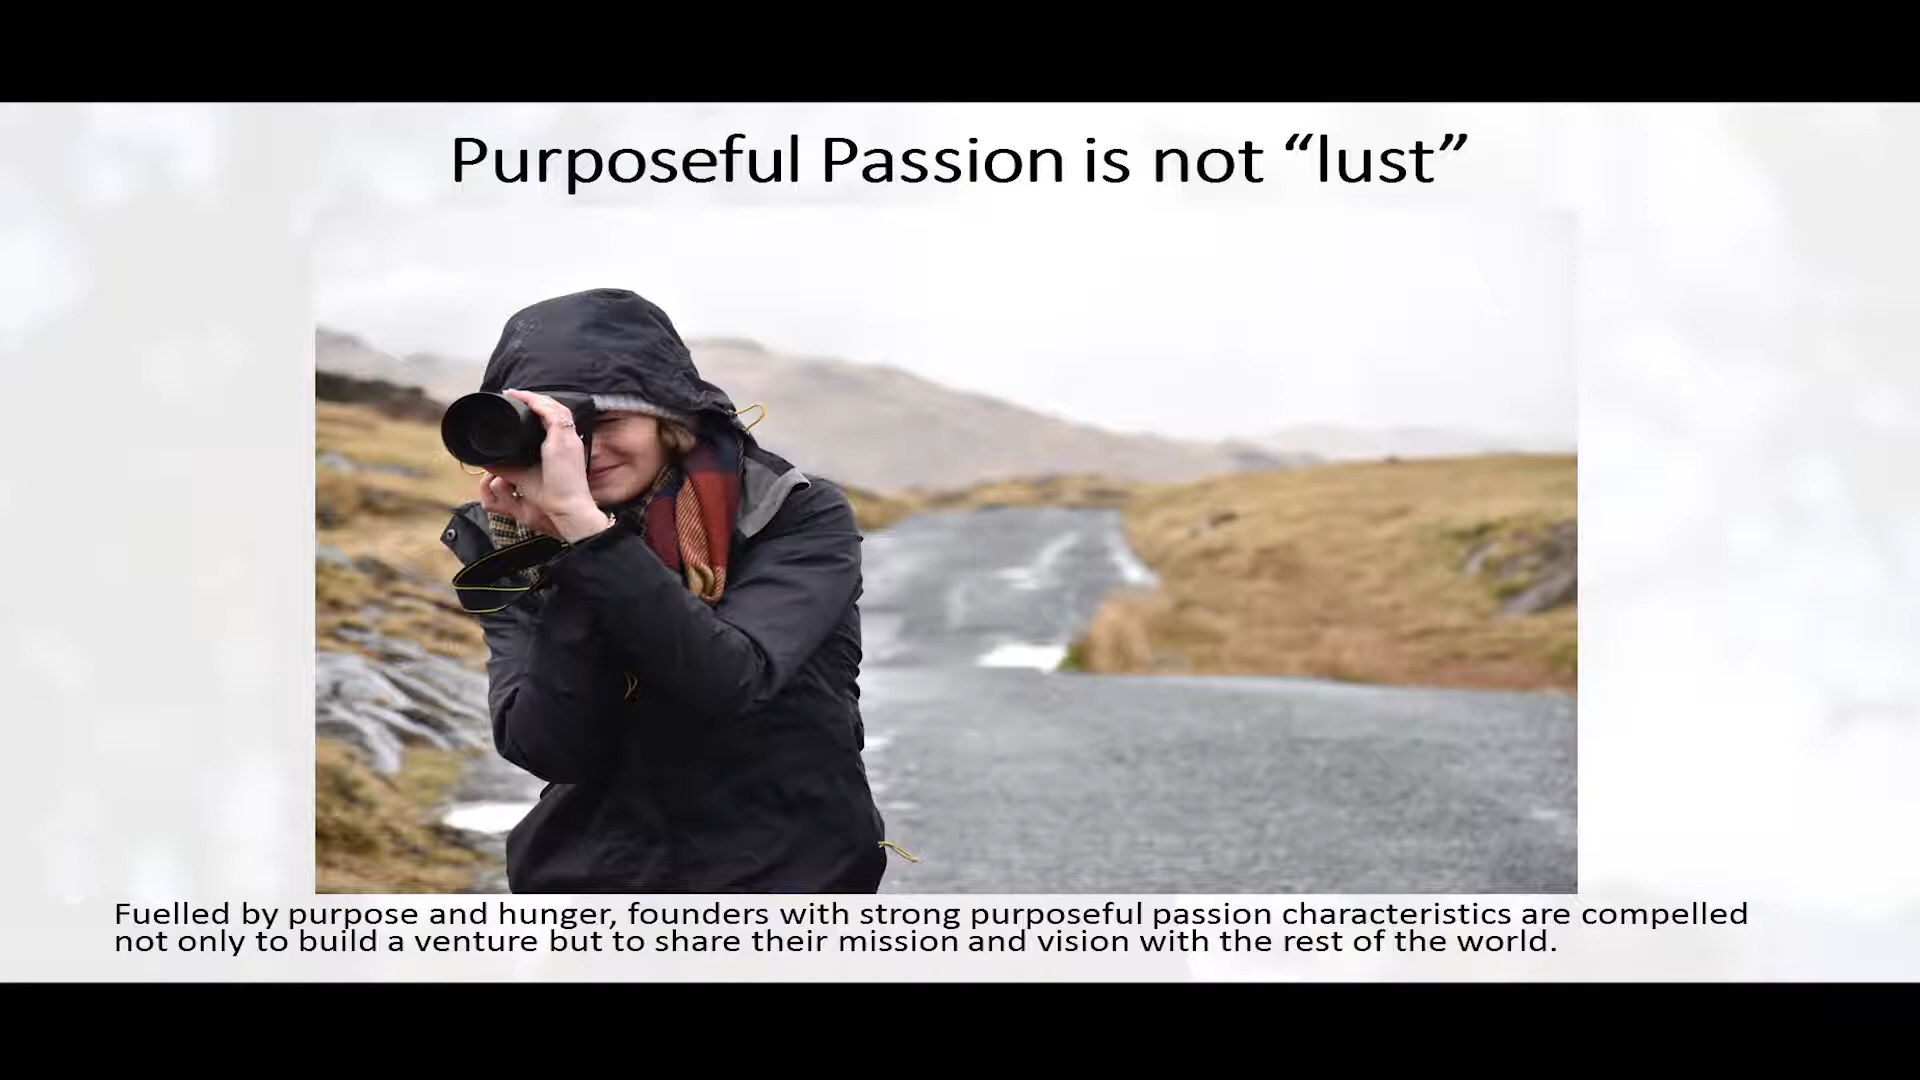 Purposeful Passion is not “lust”
Fuelled by purpose and hunger, founders with strong purposeful passion characteristics are compelled
not only to build a venture but to share their mission and vision with the rest of the world.